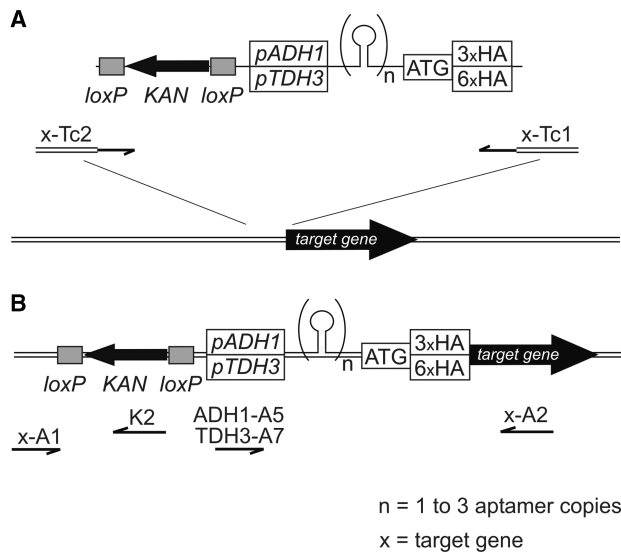 A
pADH1
3xHA
pTDH3
n
ATG
6xHA
loxP KAN loxP
x-Tc2
x-Tc1
target gene
B
pADH1
3xHA
target gene
pTDH3
n
ATG
6xHA
loxP KAN loxP
K2
ADH1-A5
x-A1
TDH3-A7
x-A2
n = 1 to 3 aptamer copies
x = target gene